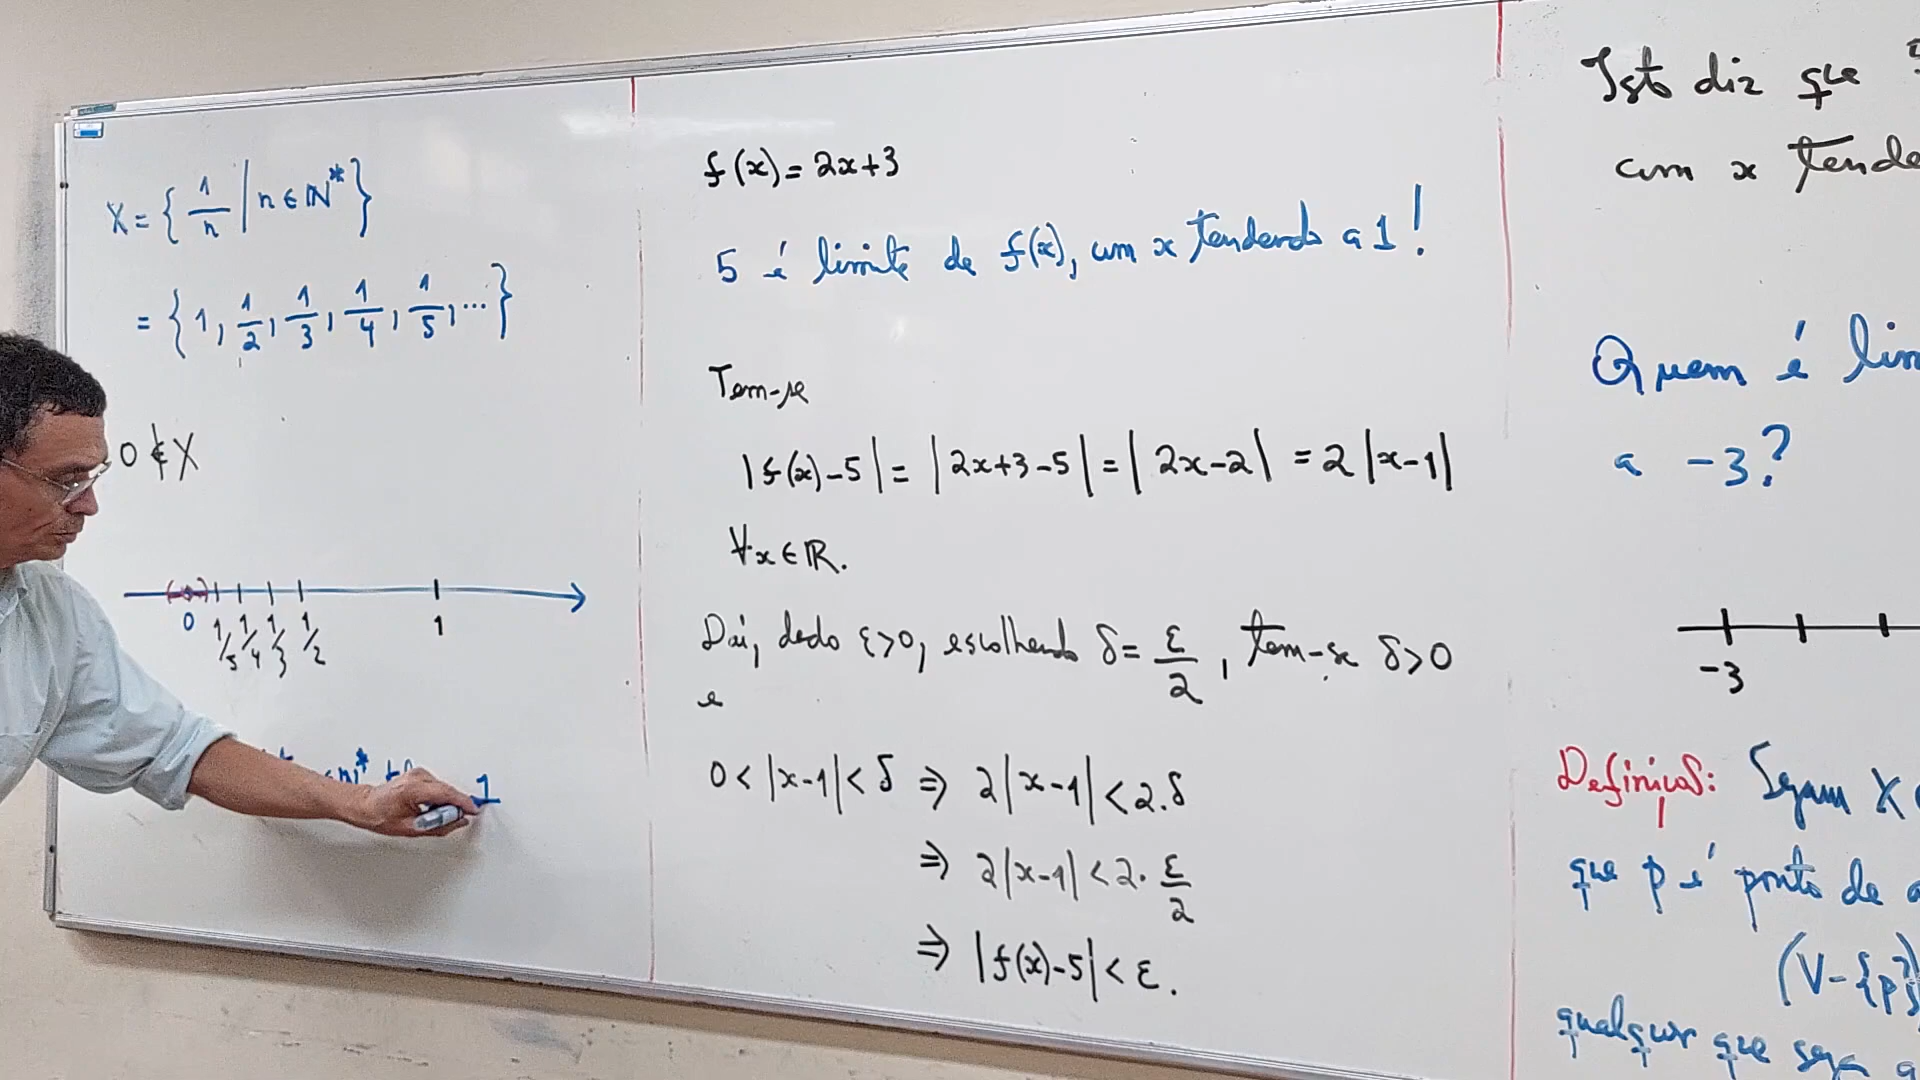 X = { 1/n | n ∈ ℕ* }
= { 1, 1/2, 1/3, 1/4, 1/5, ... }
0 ∉ X
0 1/5 1/4 1/3 1/2 1
1
f(x) = 2x+3
5 é limite de f(x), com x tendendo a 1!
Tem-se
|f(x)-5| = |2x+3-5| = |2x-2| = 2|x-1|
∀x ∈ ℝ.
Daí, dado ε>0, escolhendo δ = ε/2, tem-se δ>0
e
0 < |x-1| < δ ⇒ 2|x-1| < 2.δ
⇒ 2|x-1| < 2. ε/2
⇒ |f(x)-5| < ε.
Isto diz que
com x tende
Quem é lim
a -3?
-3
Definição: Sejam X
que p é ponto de a
(V-{p})
qualquer que seja a